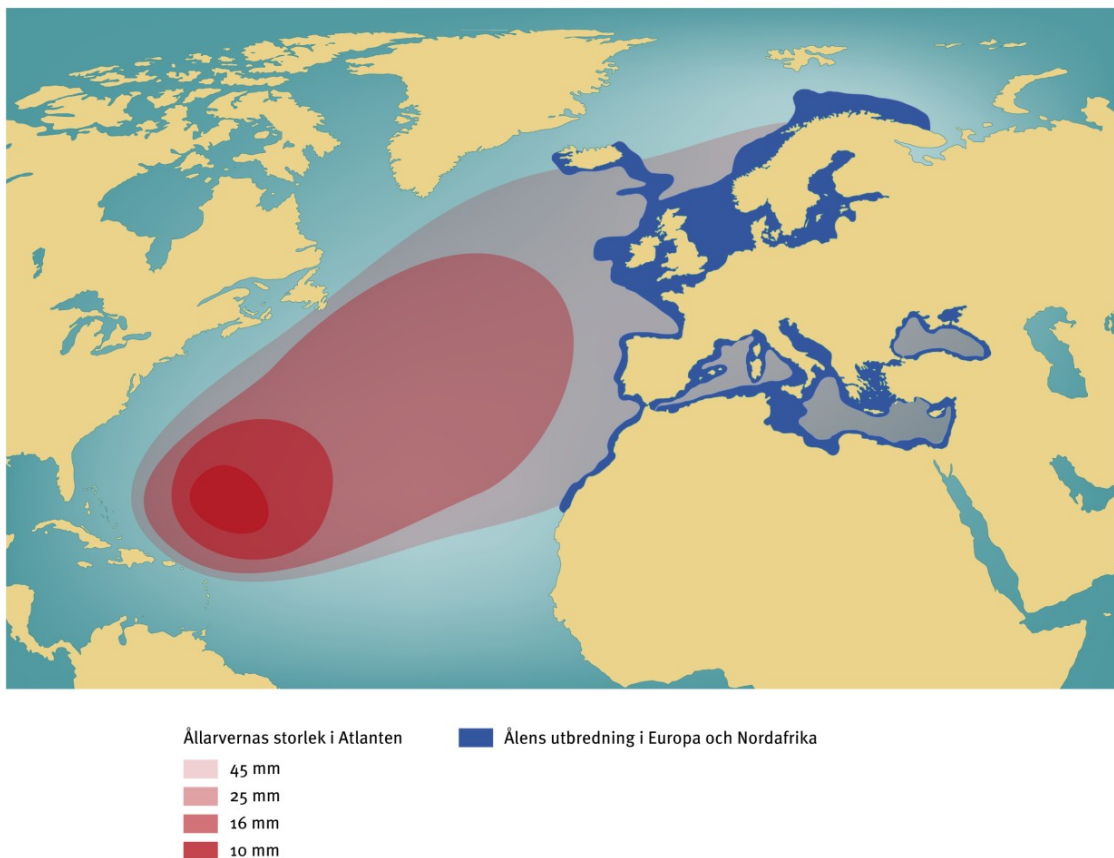 Ållarvernas storlek i Atlanten
45 mm
25 mm
16 mm
10 mm
Ålens utbredning i Europa och Nordafrika